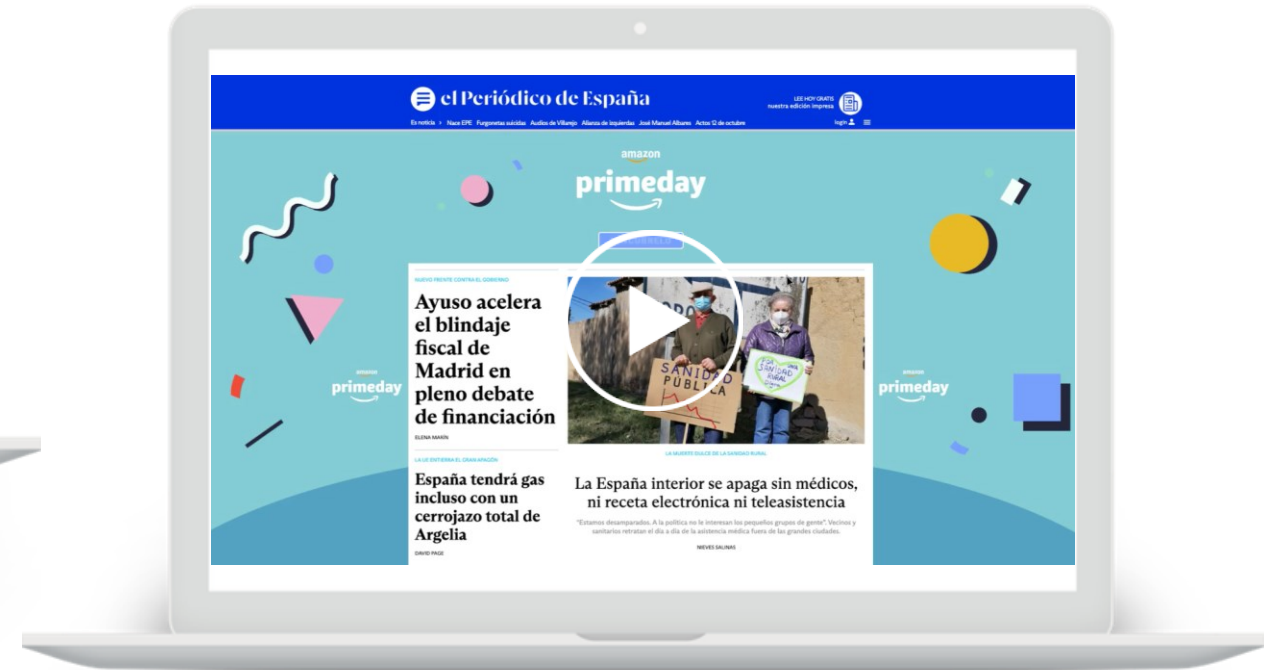 el Periódico de España
LEE HOY GRATIS
nuestra edición impresa
Es noticia > Nace EPE Furgonetas suicidas Audios de Villarejo Alianza de izquierdas José Manuel Albares Actos 12 de octubre
login
amazon
primeday
NUEVO FRENTE CONTRA EL GOBIERNO
Ayuso acelera
el blindaje
fiscal de
Madrid en
pleno debate
de financiación
ELENA MARÍN
LA UE ENTIERRA EL GRAN APAGÓN
España tendrá gas
incluso con un
cerrojazo total de
Argelia
DAVID PAGE
SANIDAD
PÚBLICA
SANIDAD
RURAL
LA MUERTE DULCE DE LA SANIDAD RURAL
La España interior se apaga sin médicos,
ni receta electrónica ni teleasistencia
"Estamos desamparados. A la política no le interesan los pequeños grupos de gente". Vecinos y
sanitarios retratan el día a día de la asistencia médica fuera de las grandes ciudades.
NIEVES SALINAS
amazon
primeday
amazon
primeday